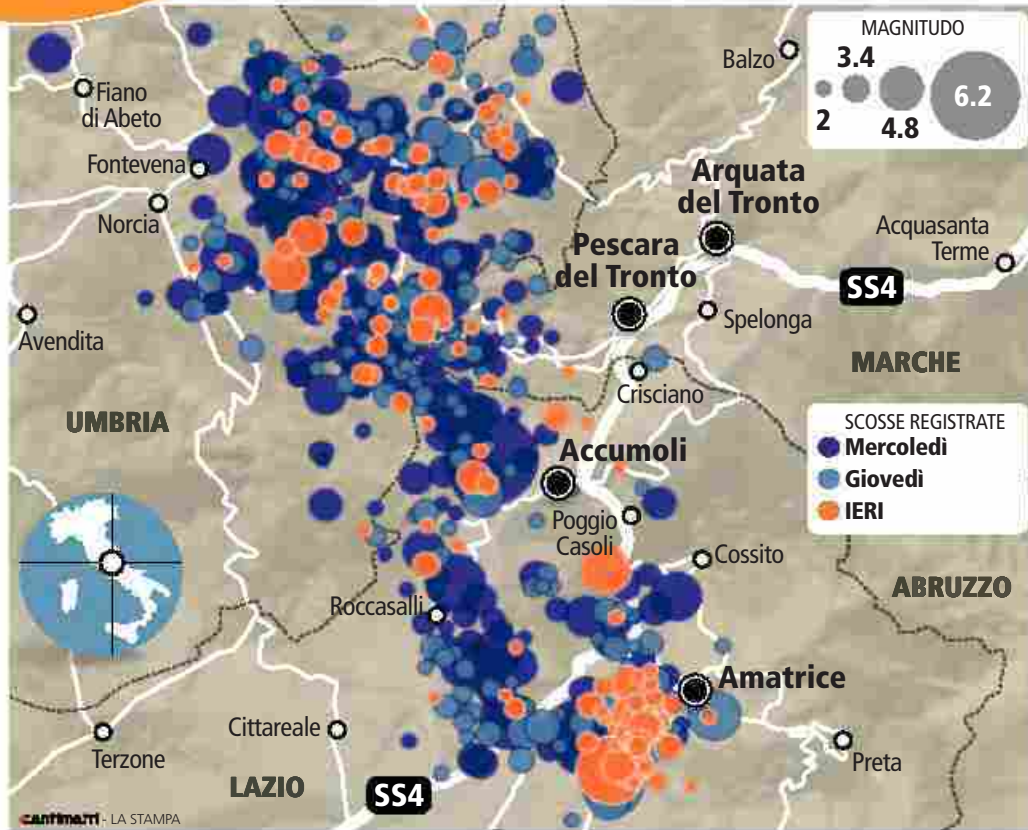 MAGNITUDO
3.4
6.2
2
4.8
Balzo
Fiano
di Abeto
Fontevena
Norcia
Arquata
del Tronto
Pescara
del Tronto
Acquasanta
Terme
SS4
Avendita
Spelonga
MARCHE
Crisciano
UMBRIA
SCOSSE REGISTRATE
Mercoledì
Giovedì
IERI
Accumoli
Poggio
Casoli
Cossito
ABRUZZO
Roccasalli
Amatrice
Cittareale
Terzone
Preta
LAZIO
SS4
centimetri - LA STAMPA